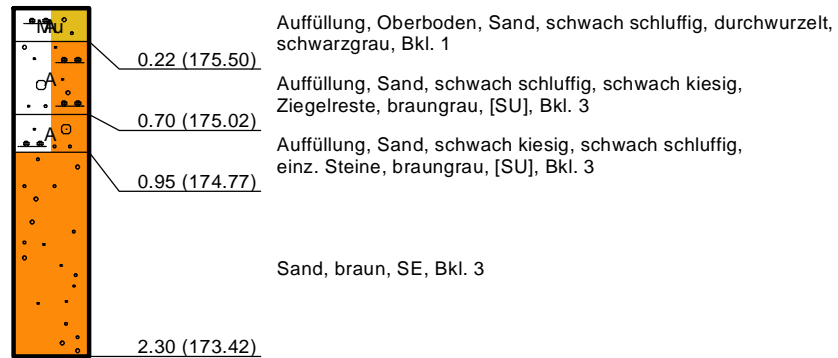 Mu
Auffüllung, Oberboden, Sand, schwach schluffig, durchwurzelt,
schwarzgrau, Bkl. 1
0.22 (175.50)
A
Auffüllung, Sand, schwach schluffig, schwach kiesig,
Ziegelreste, braungrau, [SU], Bkl. 3
0.70 (175.02)
A
Auffüllung, Sand, schwach kiesig, schwach schluffig,
einz. Steine, braungrau, [SU], Bkl. 3
0.95 (174.77)
Sand, braun, SE, Bkl. 3
2.30 (173.42)